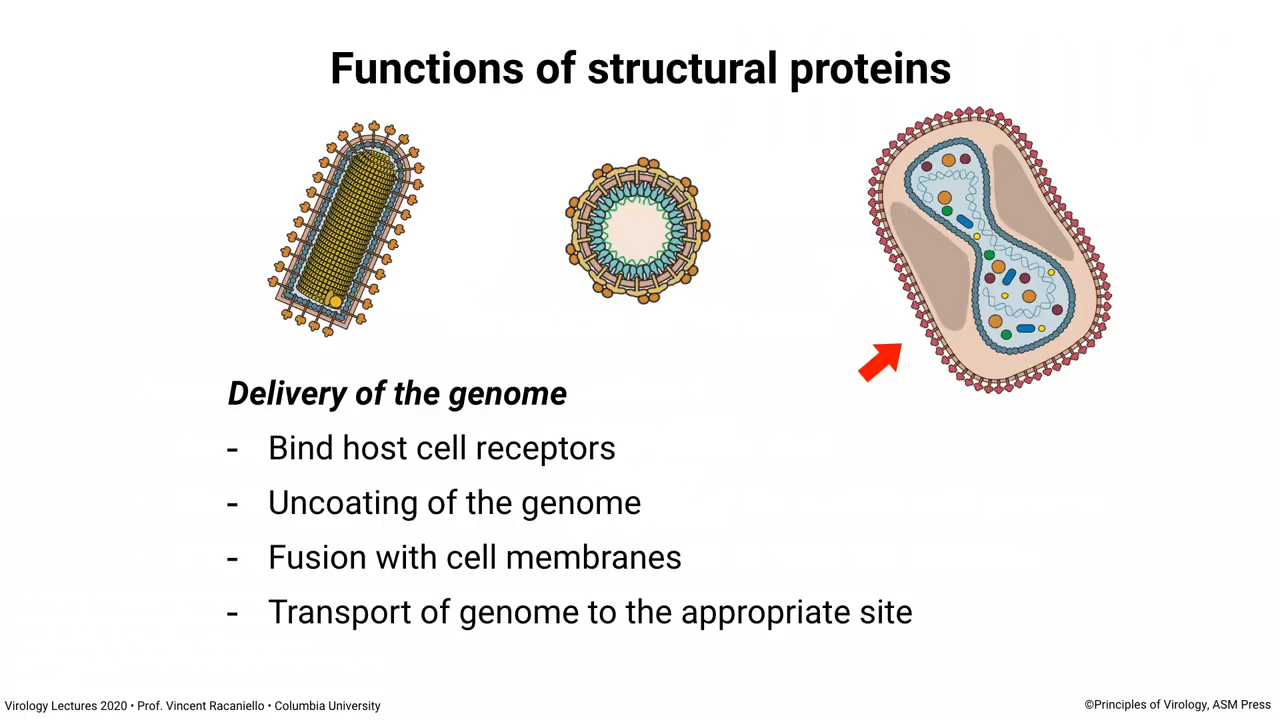 Functions of structural proteins
Delivery of the genome
- Bind host cell receptors
- Uncoating of the genome
- Fusion with cell membranes
- Transport of genome to the appropriate site
Virology Lectures 2020 • Prof. Vincent Racaniello • Columbia University
©Principles of Virology, ASM Press